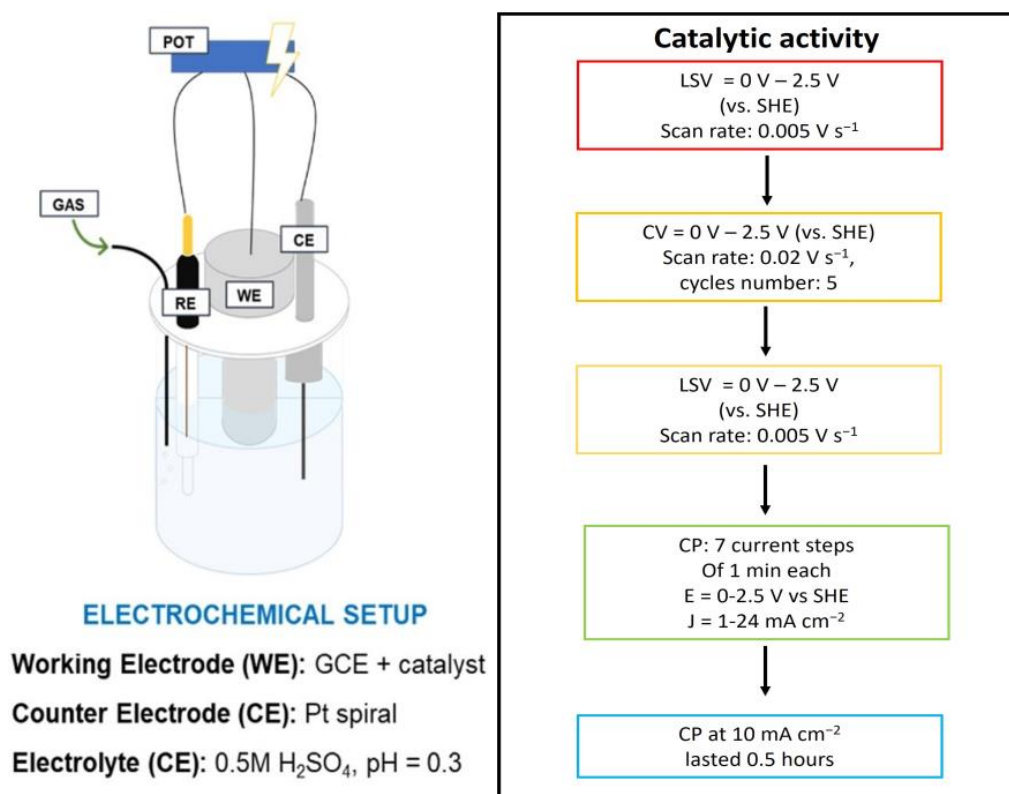 POT
GAS
RE
WE
CE
ELECTROCHEMICAL SETUP
Working Electrode (WE): GCE + catalyst
Counter Electrode (CE): Pt spiral
Electrolyte (CE): 0.5M H₂SO₄, pH = 0.3
Catalytic activity
LSV = 0 V – 2.5 V
(vs. SHE)
Scan rate: 0.005 V s⁻¹
CV = 0 V – 2.5 V (vs. SHE)
Scan rate: 0.02 V s⁻¹,
cycles number: 5
LSV = 0 V – 2.5 V
(vs. SHE)
Scan rate: 0.005 V s⁻¹
CP: 7 current steps
Of 1 min each
E = 0-2.5 V vs SHE
J = 1-24 mA cm⁻²
CP at 10 mA cm⁻²
lasted 0.5 hours